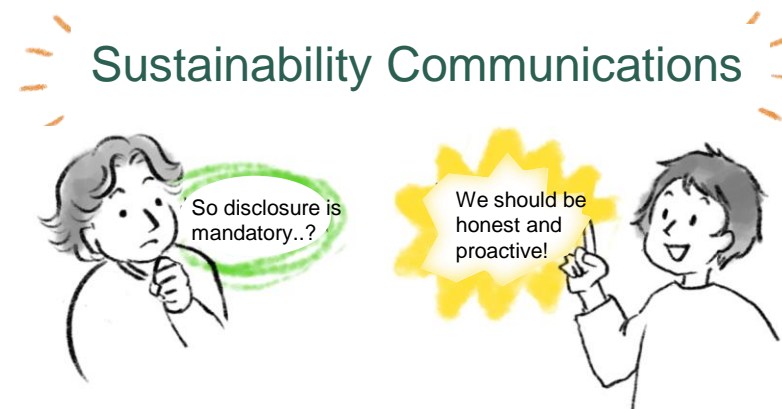 Sustainability Communications
So disclosure is
mandatory..?
We should be
honest and
proactive!